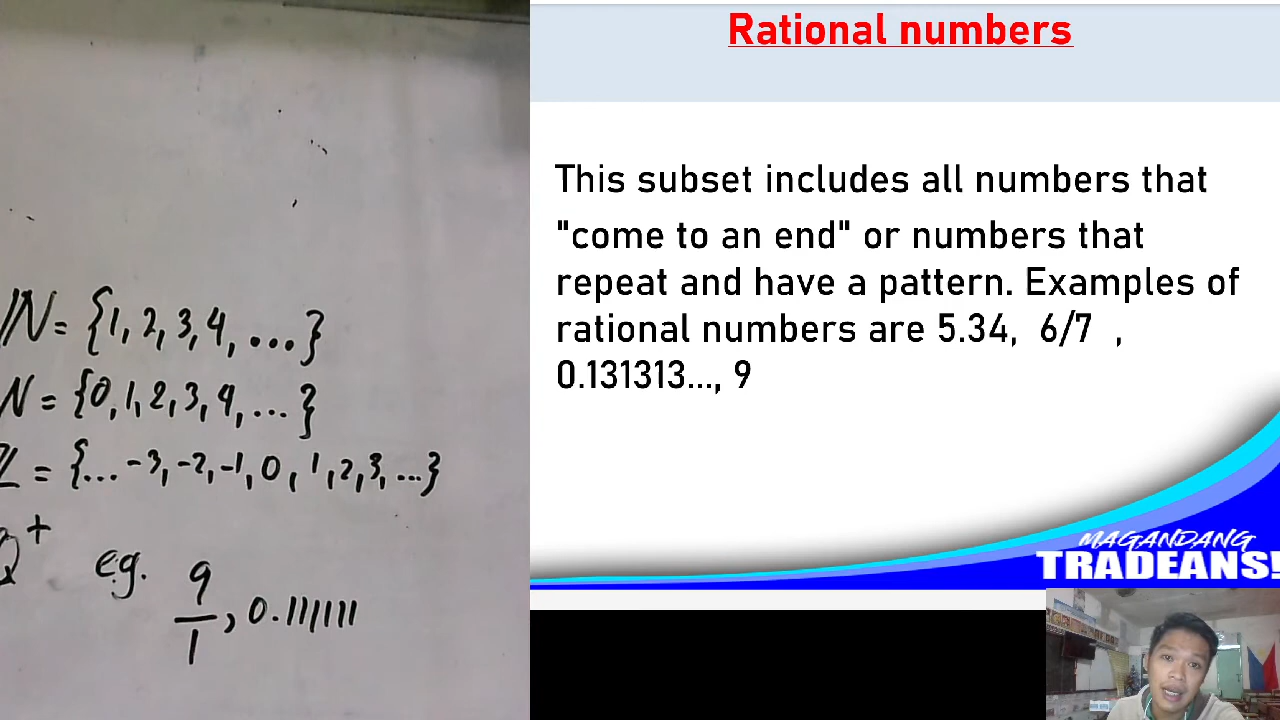 ℕ = {1, 2, 3, 4, ...}
N = {0, 1, 2, 3, 4, ... }
ℤ = {... -3, -2, -1, 0, 1, 2, 3, ...}
Q+ e.g. 9/1, 0.111111
Rational numbers
This subset includes all numbers that
"come to an end" or numbers that
repeat and have a pattern. Examples of
rational numbers are 5.34, 6/7 ,
0.131313..., 9
MAGANDANG
TRADEANS!